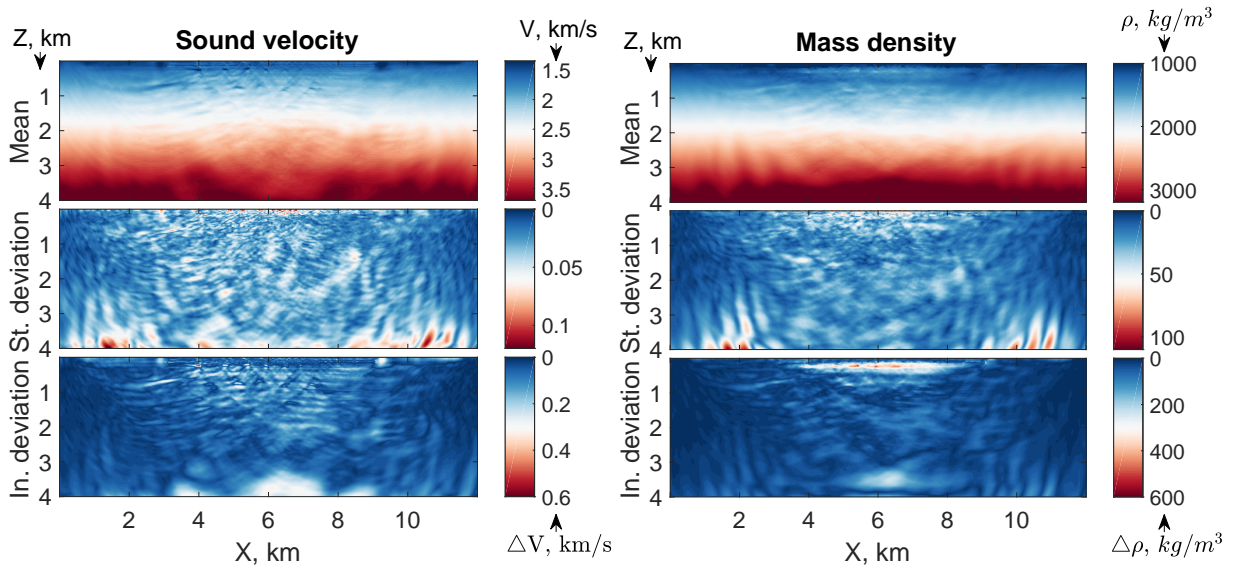 Z, km
Sound velocity
V, km/s
Mean
1
2
3
4
1.5
2
2.5
3
3.5
St. deviation
1
2
3
4
0
0.05
0.1
In. deviation
1
2
3
4
0
0.2
0.4
0.6
2 4 6 8 10
X, km
△V, km/s
Z, km
Mass density
ρ, kg/m³
Mean
1
2
3
4
1000
2000
3000
St. deviation
1
2
3
4
0
50
100
In. deviation
1
2
3
4
0
200
400
600
2 4 6 8 10
X, km
△ρ, kg/m³